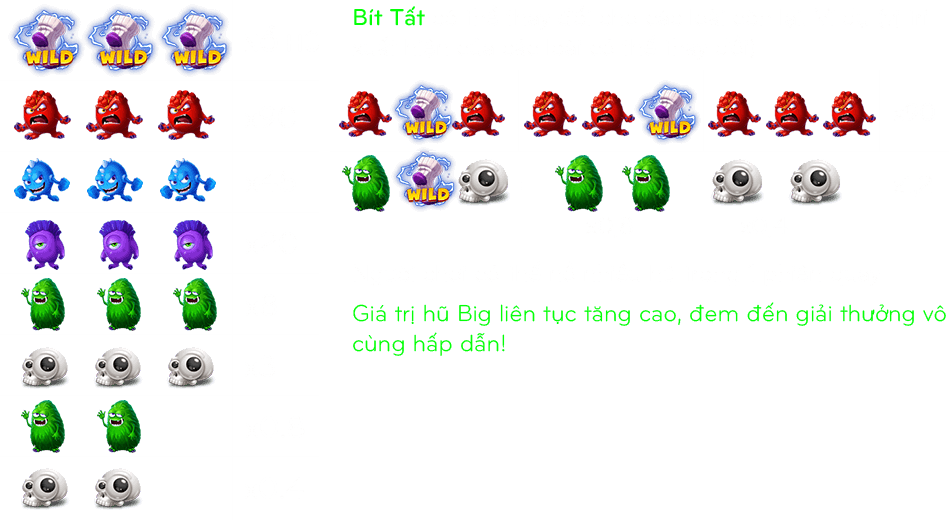 WILD WILD WILD
Bít Tất
WILD WILD
WILD
Giá trị hũ Big liên tục tăng cao, đem đến giải thưởng vô
cùng hấp dẫn!